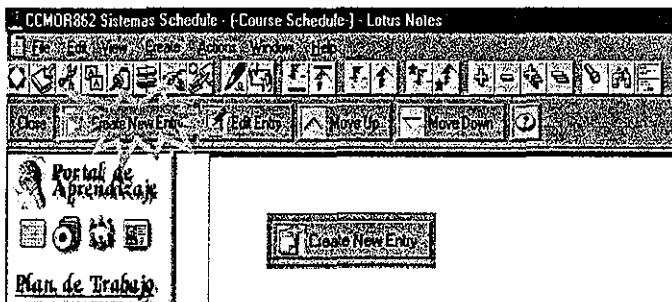 CCMOR862 Sistemas Schedule - (-Course Schedule-) - Lotus Notes
File Edit View Create Actions Window Help
Close Create New Entry Edit Entry Move Up Move Down
Portal de
Aprendizaje
Create New Entry
Plan de Trabajo